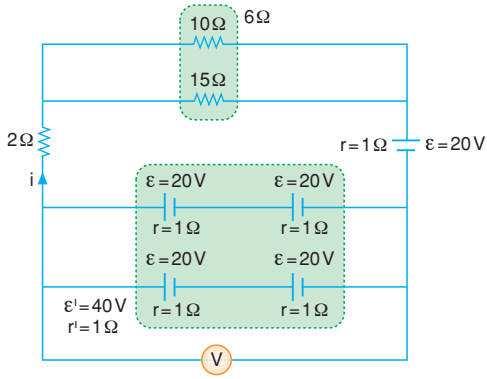 10Ω 6Ω
15Ω
2Ω
r=1Ω ε=20V
i
ε=20V ε=20V
r=1Ω r=1Ω
ε=20V ε=20V
ε'=40V
r=1Ω r=1Ω
r'=1Ω
V